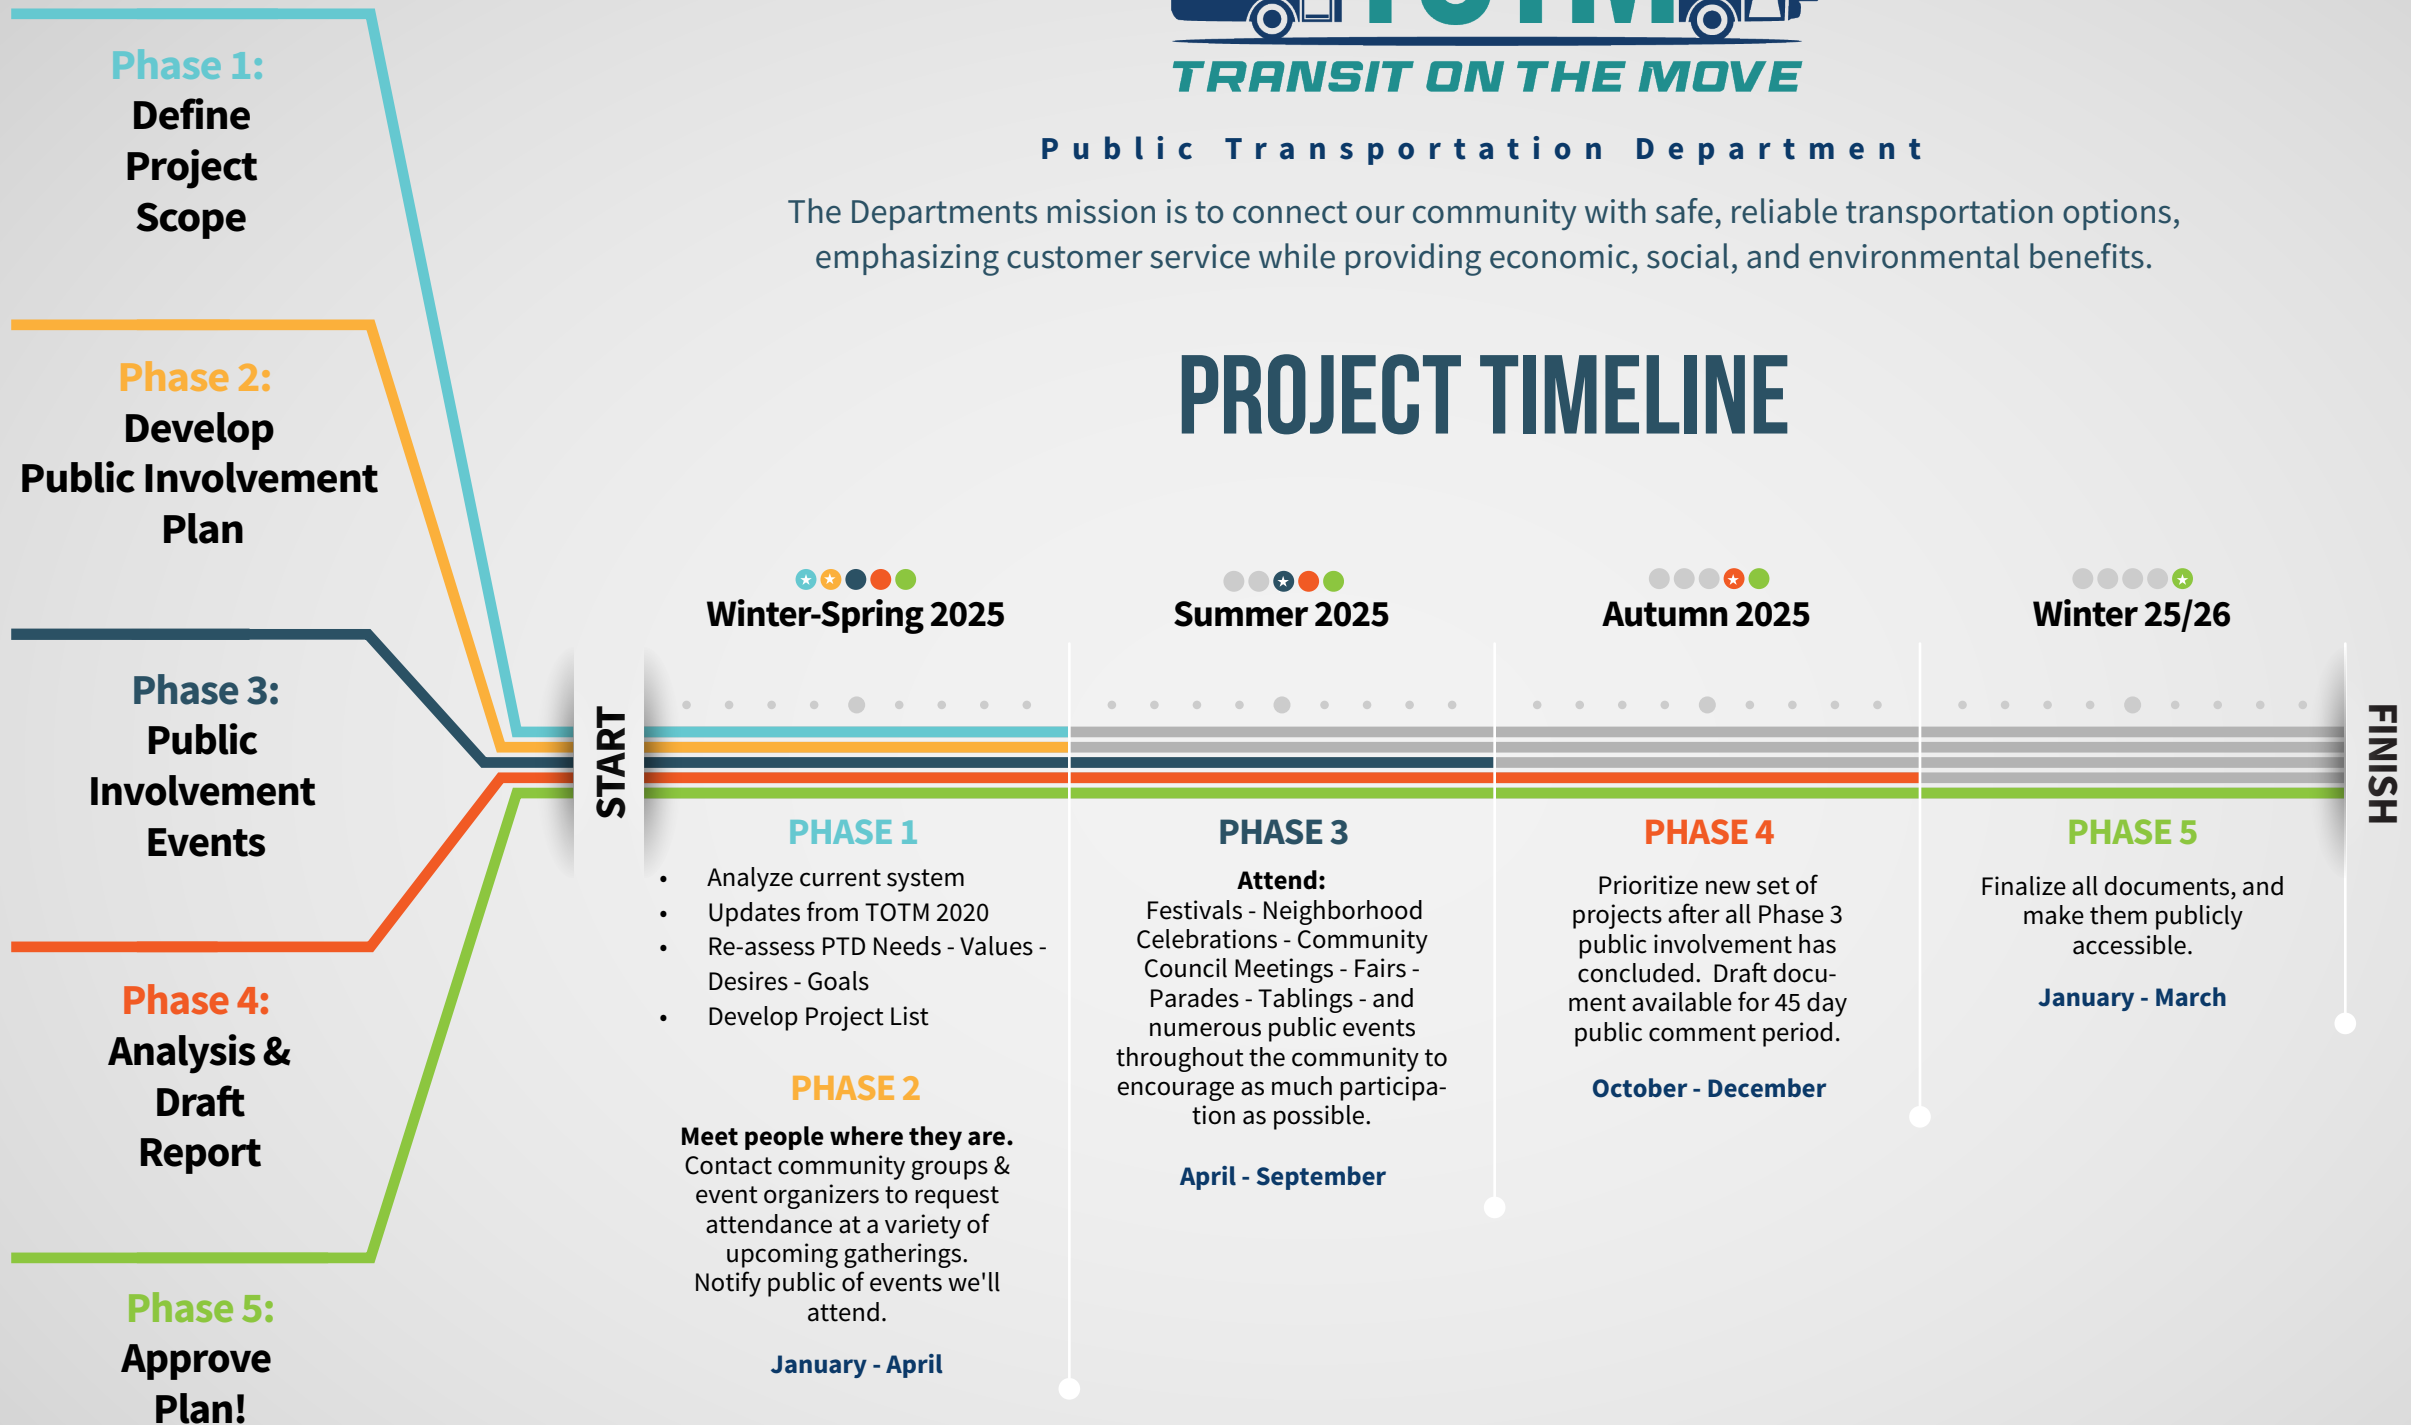 Phase 1:
Define
Project
Scope
Phase 2:
Develop
Public Involvement
Plan
Phase 3:
Public
Involvement
Events
Phase 4:
Analysis &
Draft
Report
Phase 5:
Approve
Plan!
TOTM
TRANSIT ON THE MOVE
Public Transportation Department
The Departments mission is to connect our community with safe, reliable transportation options,
emphasizing customer service while providing economic, social, and environmental benefits.
PROJECT TIMELINE
START
Winter-Spring 2025
PHASE 1
• Analyze current system
• Updates from TOTM 2020
• Re-assess PTD Needs - Values -
Desires - Goals
• Develop Project List
PHASE 2
Meet people where they are.
Contact community groups &
event organizers to request
attendance at a variety of
upcoming gatherings.
Notify public of events we'll
attend.
January - April
Summer 2025
PHASE 3
Attend:
Festivals - Neighborhood
Celebrations - Community
Council Meetings - Fairs -
Parades - Tablings - and
numerous public events
throughout the community to
encourage as much participa-
tion as possible.
April - September
Autumn 2025
PHASE 4
Prioritize new set of
projects after all Phase 3
public involvement has
concluded.  Draft docu-
ment available for 45 day
public comment period.
October - December
Winter 25/26
PHASE 5
Finalize all documents, and
make them publicly
accessible.
January - March
FINISH